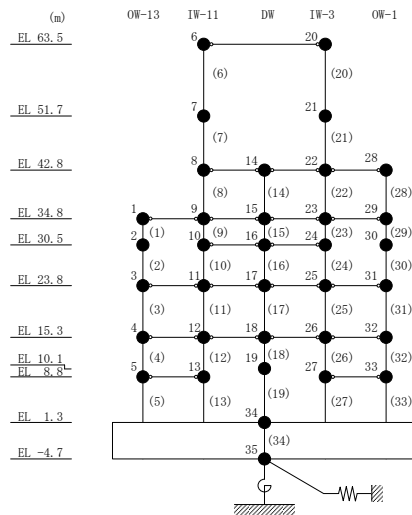 (m) OW-13 IW-11 DW IW-3 OW-1
EL 63.5 6 20
(6) (20)
EL 51.7 7 21
(7) (21)
EL 42.8 8 14 22 28
(8) (14) (22) (28)
EL 34.8 1 9 15 23 29
(1) (9) (15) (23) (29)
EL 30.5 2 10 16 24 30
(2) (10) (16) (24) (30)
EL 23.8 3 11 17 25 31
(3) (11) (17) (25) (31)
EL 15.3 4 12 18 26 32
(4) (12) (18) (26) (32)
EL 10.1 19
EL 8.8 5 13 27 33
(5) (13) (19) (27) (33)
EL 1.3 34
(34)
EL -4.7 35